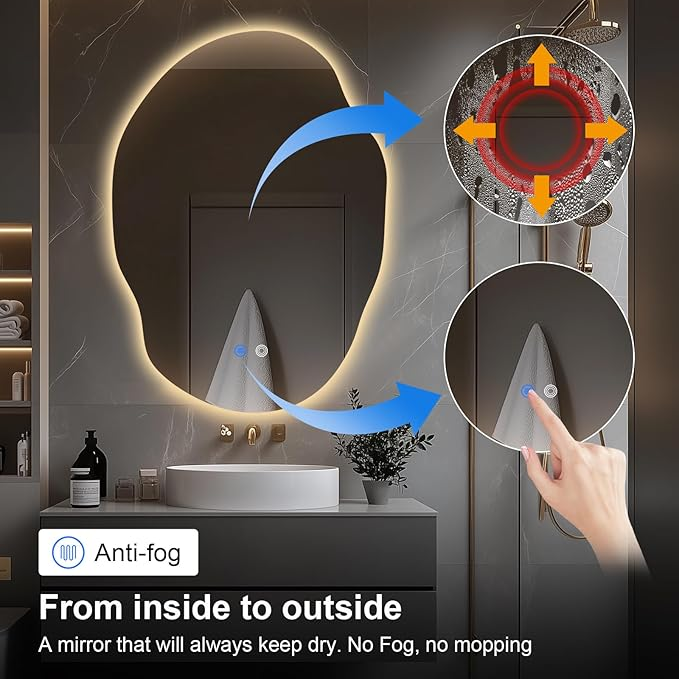 Anti-fog
From inside to outside
A mirror that will always keep dry. No Fog, no mopping